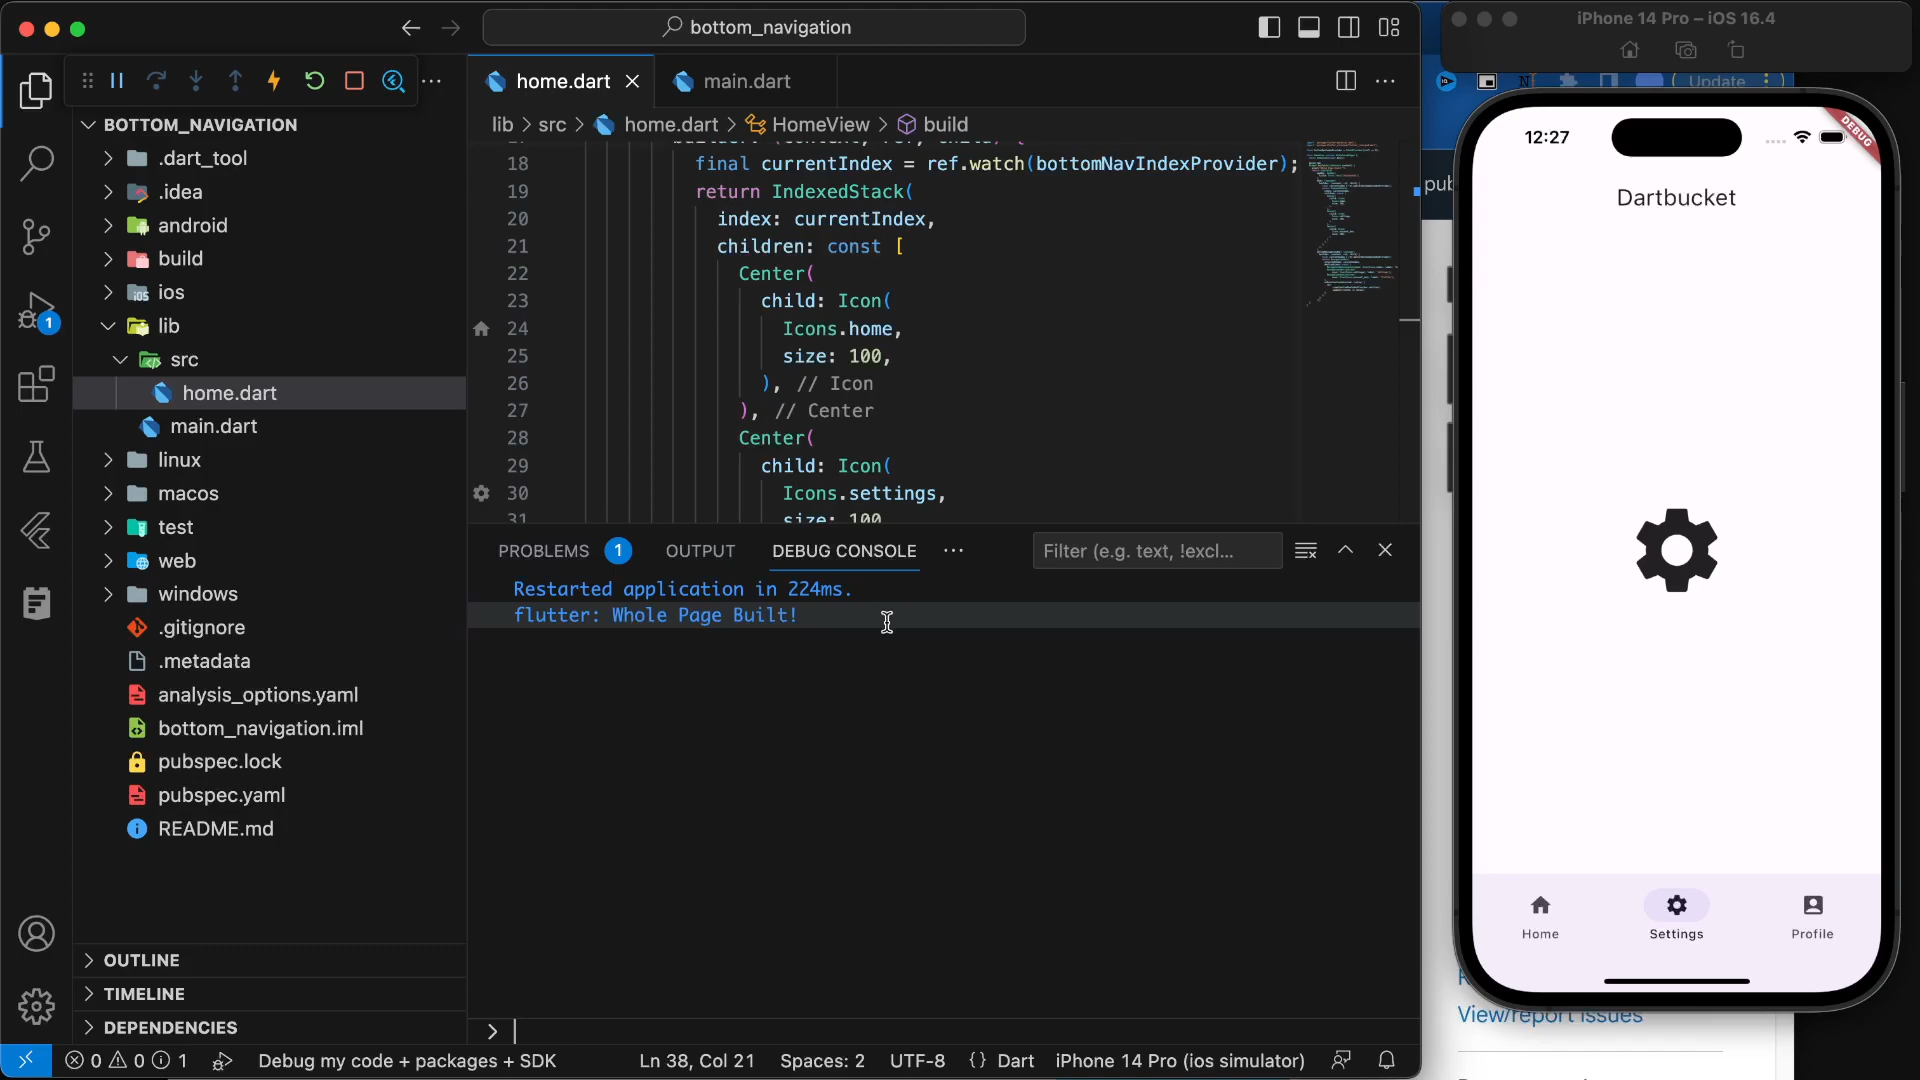 bottom_navigation
iPhone 14 Pro – iOS 16.4
Update
home.dart
main.dart
BOTTOM_NAVIGATION
lib > src > home.dart > HomeView > build
.dart_tool
.idea
android
build
ios
lib
src
home.dart
main.dart
linux
macos
test
web
windows
.gitignore
.metadata
analysis_options.yaml
bottom_navigation.iml
pubspec.lock
pubspec.yaml
README.md
OUTLINE
TIMELINE
DEPENDENCIES
1
18 final currentIndex = ref.watch(bottomNavIndexProvider);
19 return IndexedStack(
20 index: currentIndex,
21 children: const [
22 Center(
23 child: Icon(
24 Icons.home,
25 size: 100,
26 ), // Icon
27 ), // Center
28 Center(
29 child: Icon(
30 Icons.settings,
31 size: 100
PROBLEMS 1 OUTPUT DEBUG CONSOLE ... Filter (e.g. text, !excl...
Restarted application in 224ms.
flutter: Whole Page Built!
>
0 0 1 Debug my code + packages + SDK Ln 38, Col 21 Spaces: 2 UTF-8 {} Dart iPhone 14 Pro (ios simulator)
pub
12:27
DEBUG
Dartbucket
Home
Settings
Profile
View/report issues